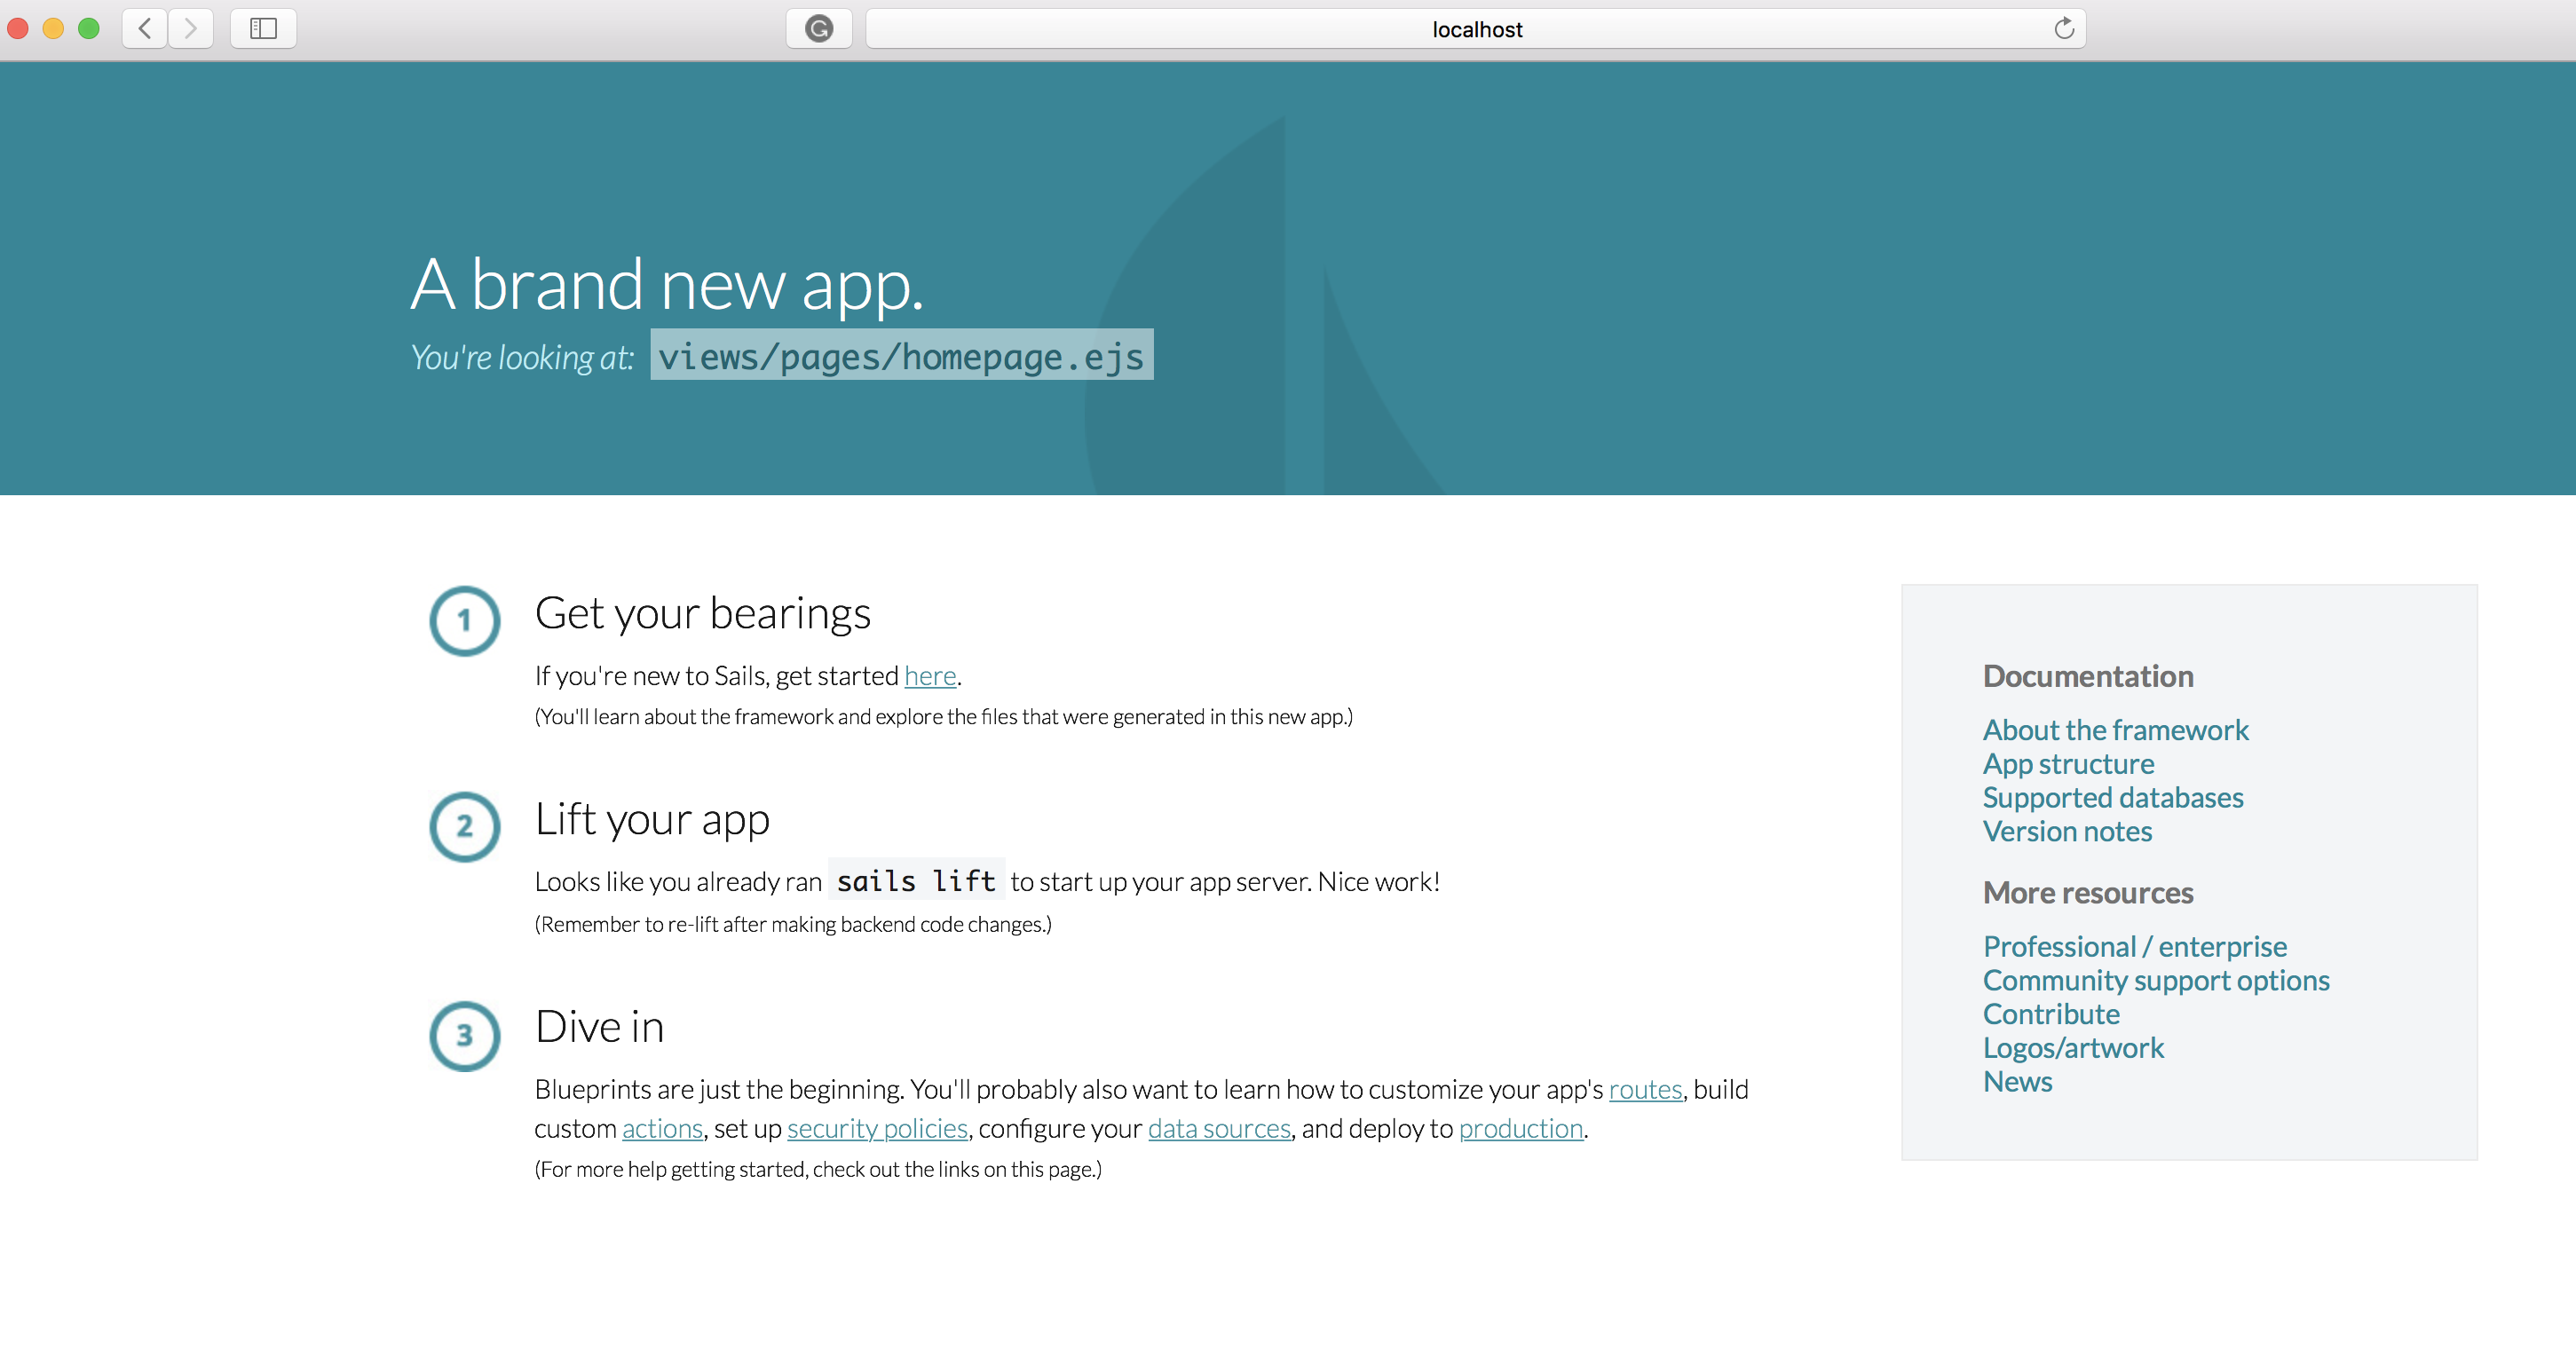 localhost
A brand new app.
You're looking at: views/pages/homepage.ejs
1
Get your bearings
If you're new to Sails, get started here.
(You'll learn about the framework and explore the files that were generated in this new app.)
2
Lift your app
Looks like you already ran sails lift to start up your app server. Nice work!
(Remember to re-lift after making backend code changes.)
3
Dive in
Blueprints are just the beginning. You'll probably also want to learn how to customize your app's routes, build
custom actions, set up security policies, configure your data sources, and deploy to production.
(For more help getting started, check out the links on this page.)
Documentation
About the framework
App structure
Supported databases
Version notes
More resources
Professional / enterprise
Community support options
Contribute
Logos/artwork
News